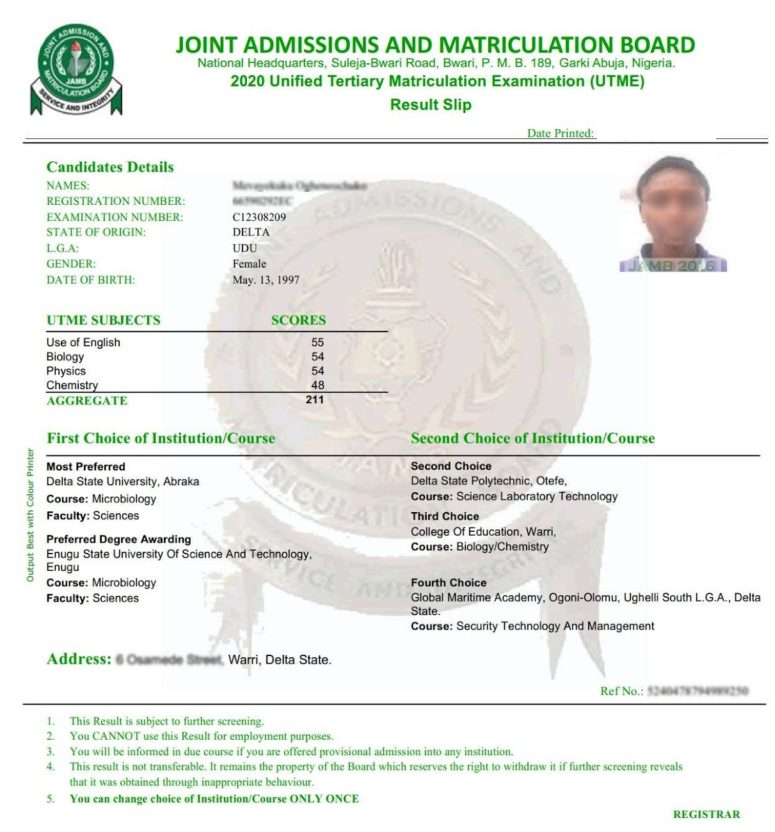 JOINT ADMISSIONS AND MATRICULATION BOARD
National Headquarters, Suleja-Bwari Road, Bwari, P. M. B. 189, Garki Abuja, Nigeria.
2020 Unified Tertiary Matriculation Examination (UTME)
Result Slip
JOINT ADMISSIONS AND MATRICULATION BOARD
JAMB
SERVICE AND INTEGRITY
Date Printed:
Candidates Details
NAMES:
REGISTRATION NUMBER:
EXAMINATION NUMBER: C12308209
STATE OF ORIGIN: DELTA
L.G.A: UDU
GENDER: Female
DATE OF BIRTH: May. 13, 1997
JAMB 2016
UTME SUBJECTS SCORES
Use of English 55
Biology 54
Physics 54
Chemistry 48
AGGREGATE 211
First Choice of Institution/Course
Most Preferred
Delta State University, Abraka
Course: Microbiology
Faculty: Sciences
Preferred Degree Awarding
Enugu State University Of Science And Technology,
Enugu
Course: Microbiology
Faculty: Sciences
Second Choice of Institution/Course
Second Choice
Delta State Polytechnic, Otefe,
Course: Science Laboratory Technology
Third Choice
College Of Education, Warri,
Course: Biology/Chemistry
Fourth Choice
Global Maritime Academy, Ogoni-Olomu, Ughelli South L.G.A., Delta
State.
Course: Security Technology And Management
Output Best with Colour Printer
Address: Warri, Delta State.
Ref No.:
1. This Result is subject to further screening.
2. You CANNOT use this Result for employment purposes.
3. You will be informed in due course if you are offered provisional admission into any institution.
4. This result is not transferable. It remains the property of the Board which reserves the right to withdraw it if further screening reveals
that it was obtained through inappropriate behaviour.
5. You can change choice of Institution/Course ONLY ONCE
REGISTRAR